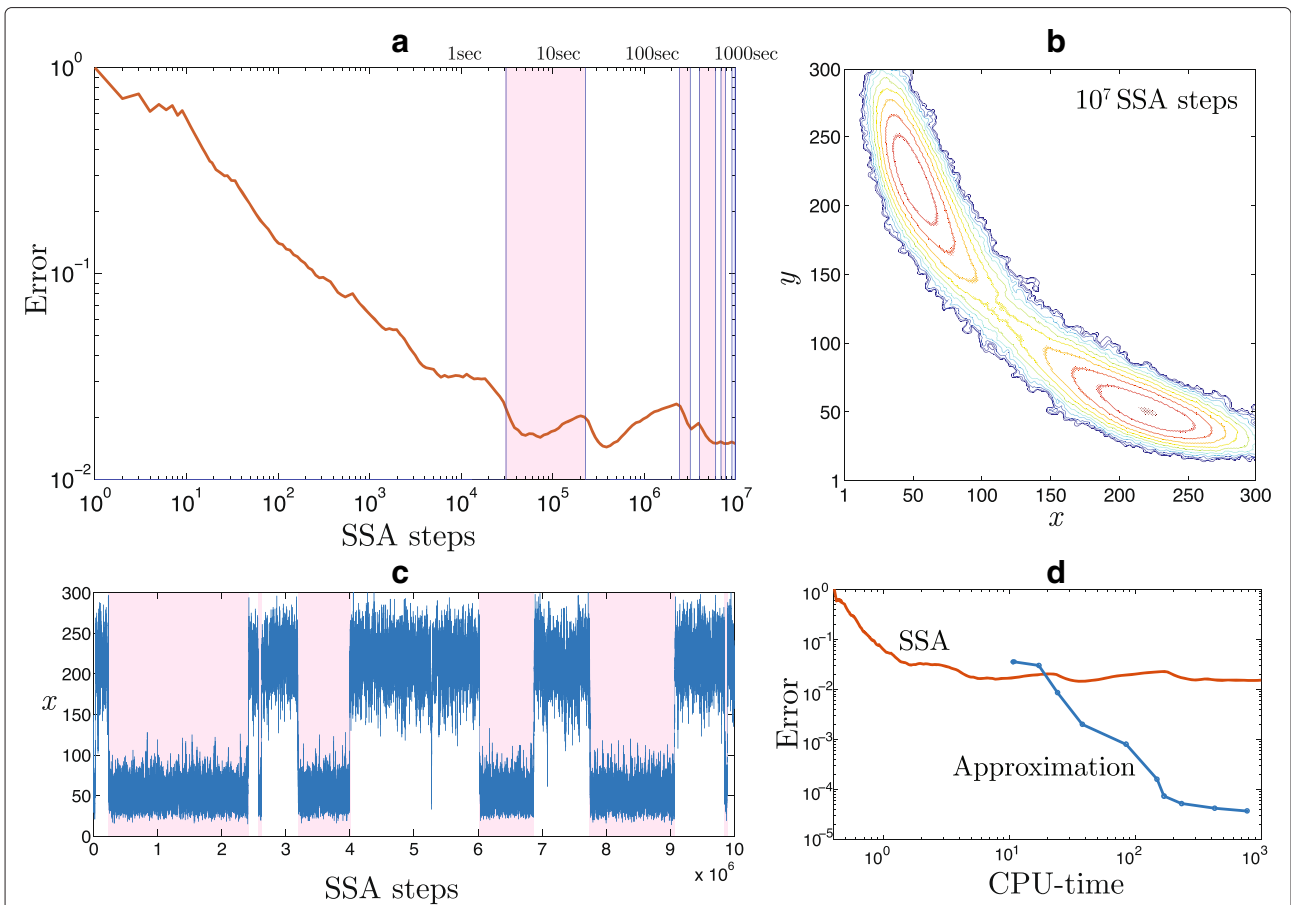 a
1sec 10sec 100sec 1000sec
10^0
10^-1
10^-2
Error
10^0 10^1 10^2 10^3 10^4 10^5 10^6 10^7
SSA steps
b
10^7 SSA steps
300
250
200
150
100
50
1
y
1 50 100 150 200 250 300
x
c
300
250
200
150
100
50
0
x
0 1 2 3 4 5 6 7 8 9 10
x 10^6
SSA steps
d
10^0
10^-1
10^-2
10^-3
10^-4
10^-5
Error
SSA
Approximation
10^0 10^1 10^2 10^3
CPU-time